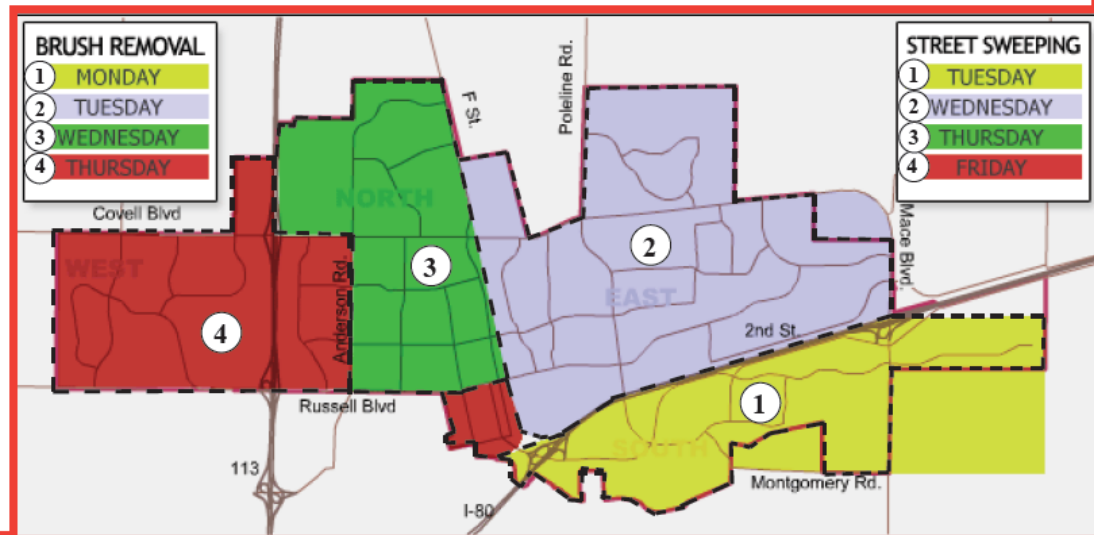 BRUSH REMOVAL
1 MONDAY
2 TUESDAY
3 WEDNESDAY
4 THURSDAY
STREET SWEEPING
1 TUESDAY
2 WEDNESDAY
3 THURSDAY
4 FRIDAY
F St.
Poleline Rd.
Covell Blvd
NORTH
Mace Blvd.
WEST
3
2
Anderson Rd.
EAST
4
2nd St.
Russell Blvd
1
SOUTH
113
Montgomery Rd.
I-80